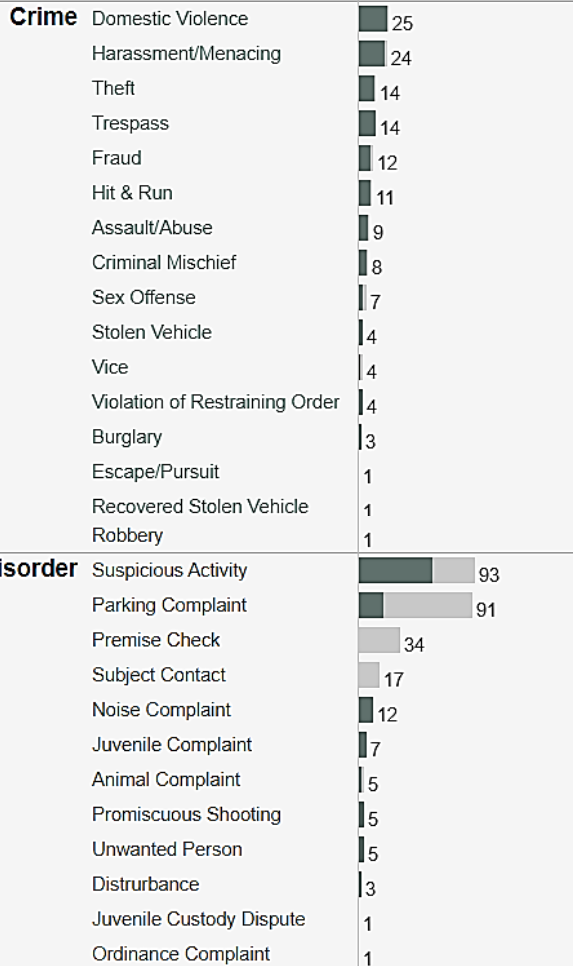 Crime Domestic Violence 25
Harassment/Menacing 24
Theft 14
Trespass 14
Fraud 12
Hit & Run 11
Assault/Abuse 9
Criminal Mischief 8
Sex Offense 7
Stolen Vehicle 4
Vice 4
Violation of Restraining Order 4
Burglary 3
Escape/Pursuit 1
Recovered Stolen Vehicle 1
Robbery 1
isorder Suspicious Activity 93
Parking Complaint 91
Premise Check 34
Subject Contact 17
Noise Complaint 12
Juvenile Complaint 7
Animal Complaint 5
Promiscuous Shooting 5
Unwanted Person 5
Distrurbance 3
Juvenile Custody Dispute 1
Ordinance Complaint 1